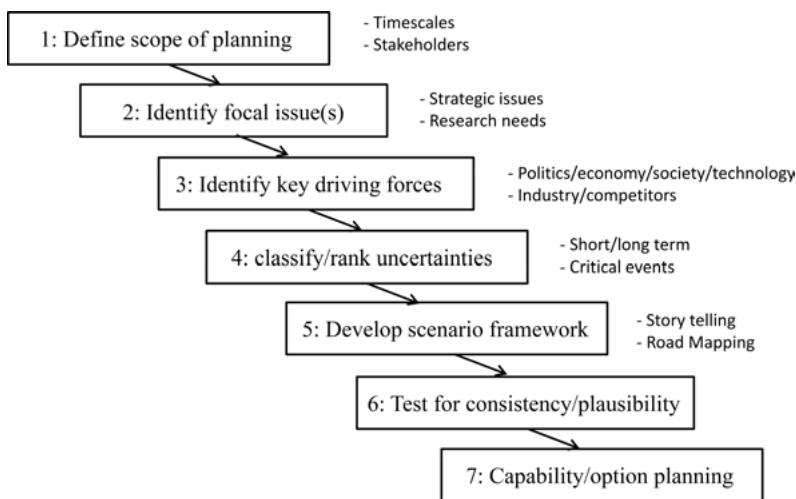 1: Define scope of planning
- Timescales
- Stakeholders
2: Identify focal issue(s)
- Strategic issues
- Research needs
3: Identify key driving forces
- Politics/economy/society/technology
- Industry/competitors
4: classify/rank uncertainties
- Short/long term
- Critical events
5: Develop scenario framework
- Story telling
- Road Mapping
6: Test for consistency/plausibility
7: Capability/option planning